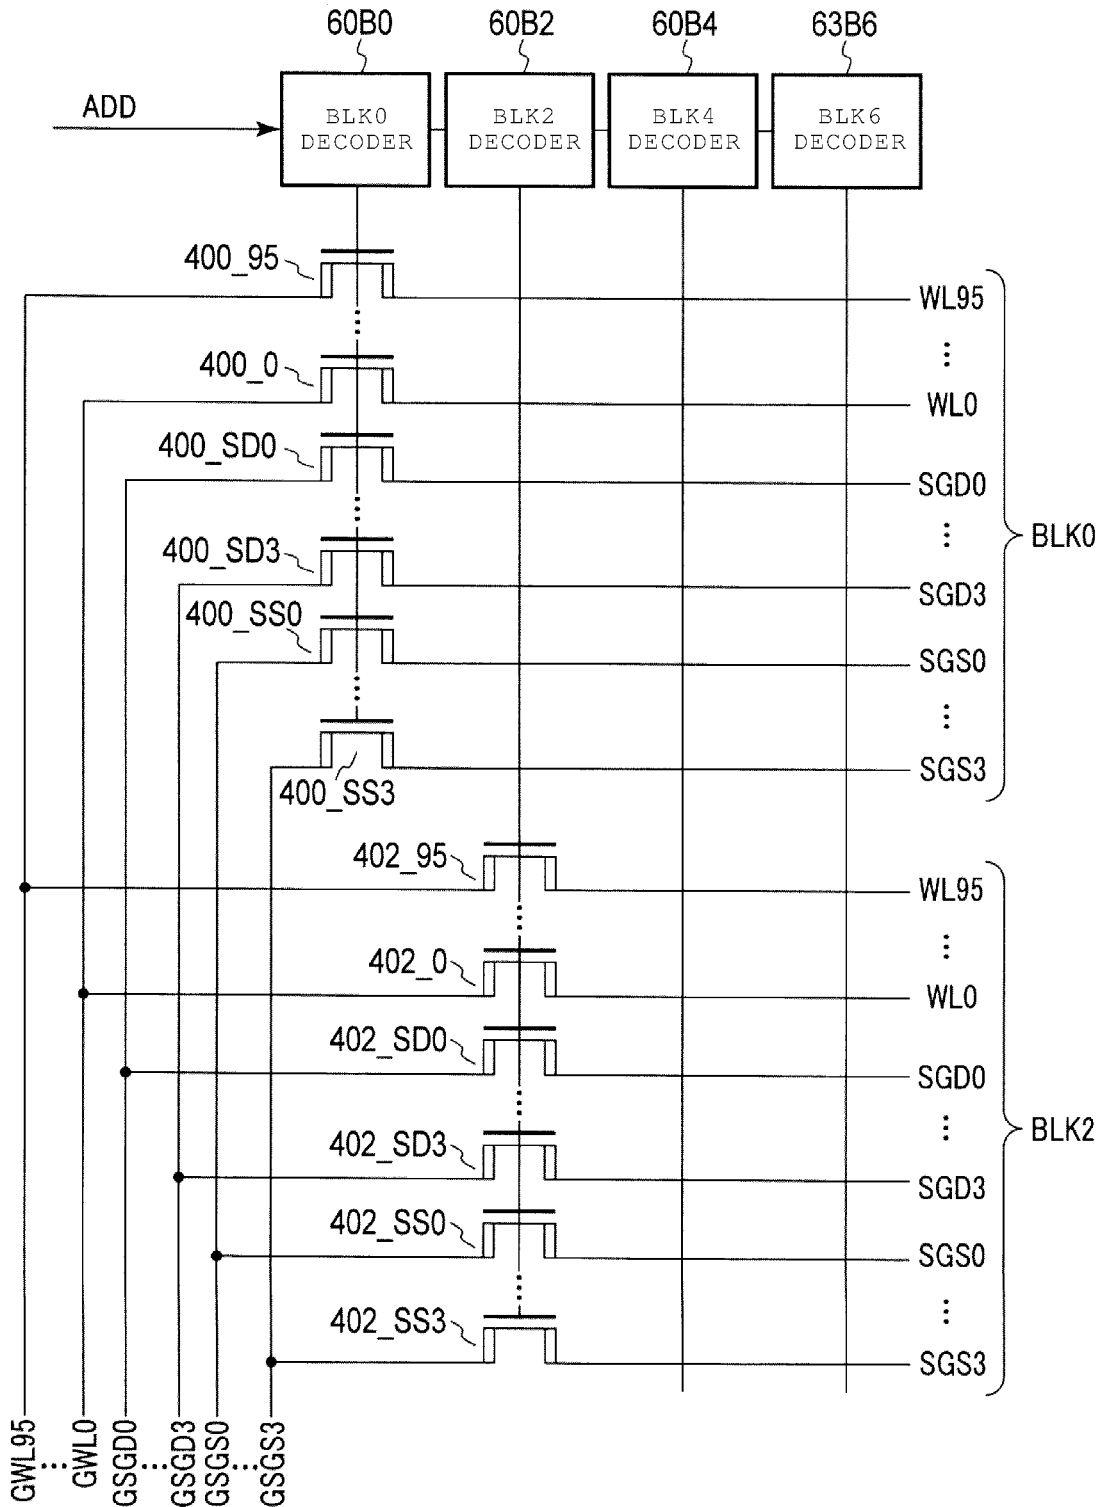 60B0 60B2 60B4 63B6
ADD
BLK0 DECODER
BLK2 DECODER
BLK4 DECODER
BLK6 DECODER
400_95
WL95
400_0
WL0
400_SD0
SGD0
BLK0
400_SD3
SGD3
400_SS0
SGS0
400_SS3
SGS3
402_95
WL95
402_0
WL0
402_SD0
SGD0
BLK2
402_SD3
SGD3
402_SS0
SGS0
402_SS3
SGS3
GWL95
GWL0
GSGD0
GSGD3
GSGS0
GSGS3